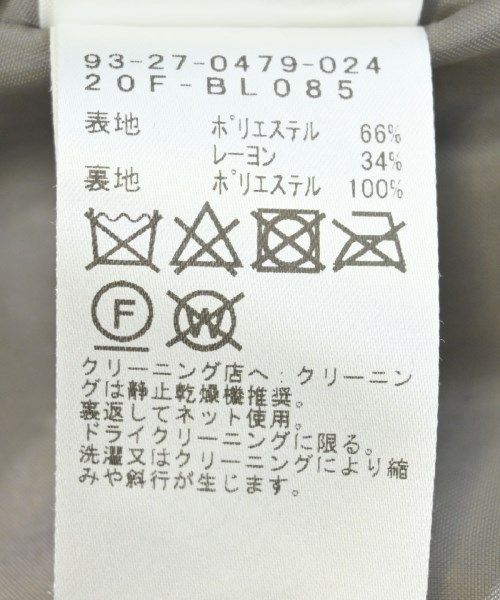 93-27-0479-024
20F-BL085
表地 ポリエステル 66%
レーヨン 34%
裏地 ポリエステル 100%
F W
クリーニング店へ:クリーニン
グは静止乾燥機推奨。
裏返してネット使用。
ドライクリーニングに限る。
洗濯又はクリーニングにより縮
みや斜行が生じます。